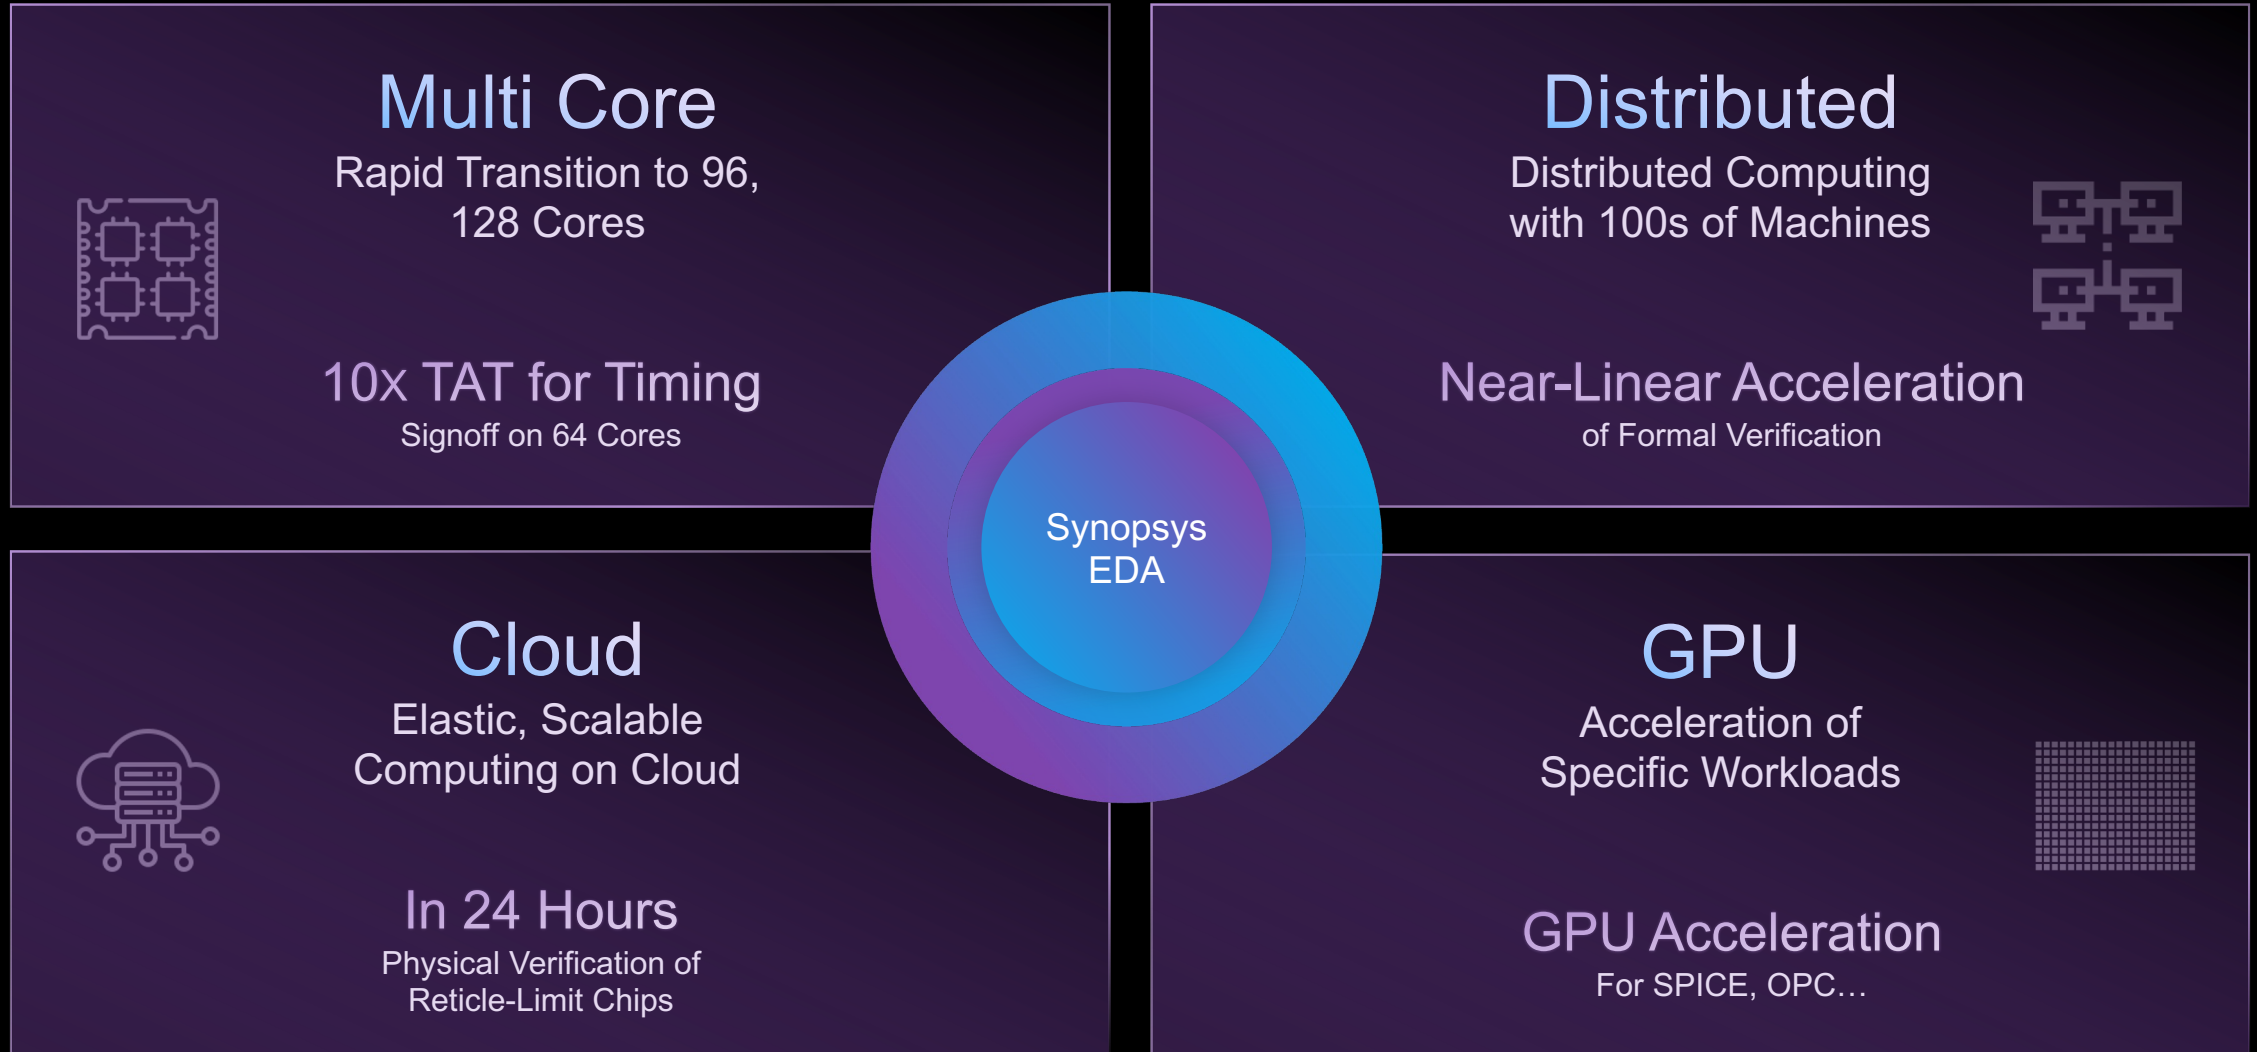 Multi Core
Rapid Transition to 96,
128 Cores
10x TAT for Timing
Signoff on 64 Cores
Distributed
Distributed Computing
with 100s of Machines
Near-Linear Acceleration
of Formal Verification
Synopsys
EDA
Cloud
Elastic, Scalable
Computing on Cloud
In 24 Hours
Physical Verification of
Reticle-Limit Chips
GPU
Acceleration of
Specific Workloads
GPU Acceleration
For SPICE, OPC…